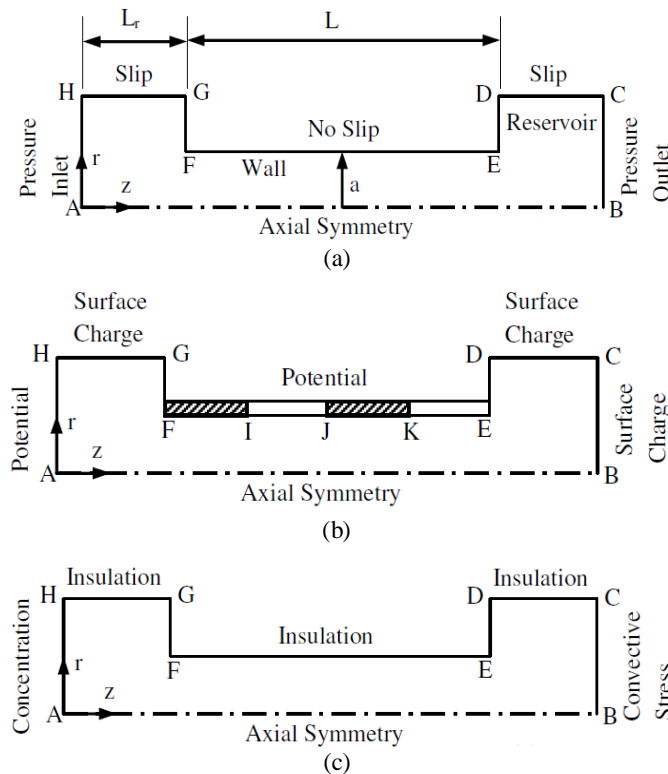 Lr L
Slip Slip
H G D C
No Slip Reservoir
Pressure Inlet
r
F Wall E
Pressure Outlet
z a
A B
Axial Symmetry
(a)
Surface Charge
Surface Charge
H G D C
Potential
Potential
r
F I J K E
Surface Charge
z
A B
Axial Symmetry
(b)
Insulation Insulation
H G D C
Concentration
Insulation
r
F E
Convective Stress
z
A B
Axial Symmetry
(c)